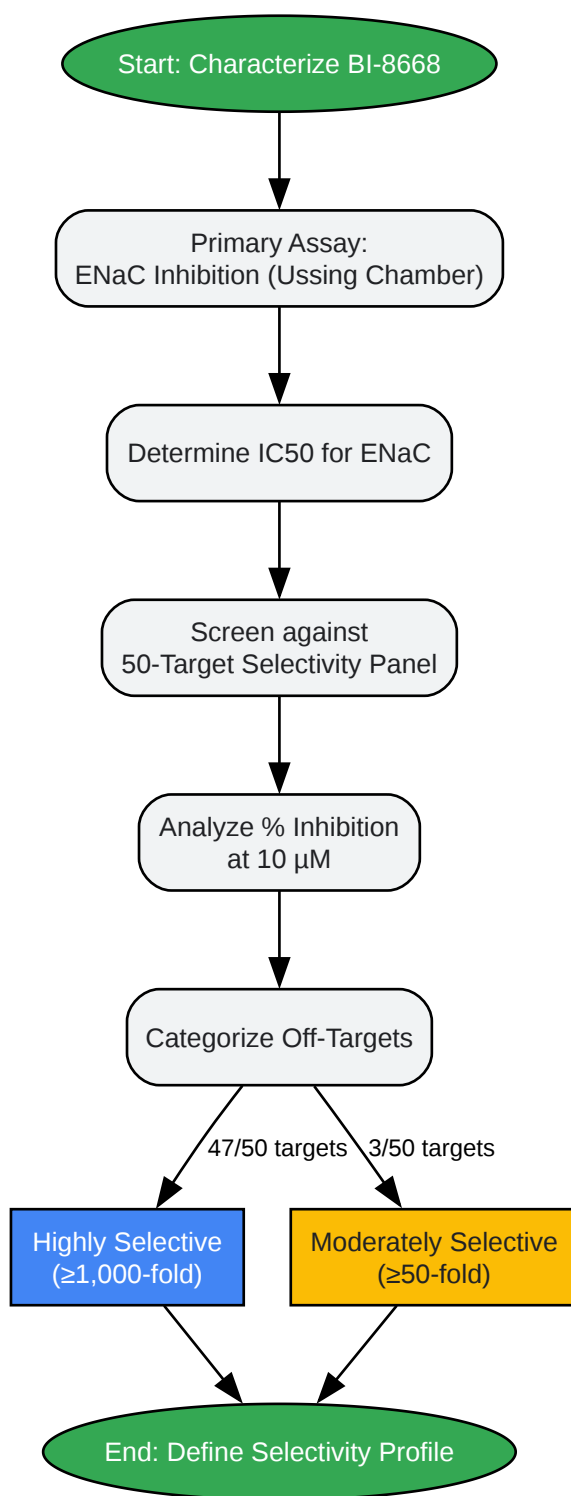 Start: Characterize BI-8668
Primary Assay:
ENaC Inhibition (Ussing Chamber)
Determine IC50 for ENaC
Screen against
50-Target Selectivity Panel
Analyze % Inhibition
at 10 µM
Categorize Off-Targets
47/50 targets
3/50 targets
Highly Selective
(≥1,000-fold)
Moderately Selective
(≥50-fold)
End: Define Selectivity Profile